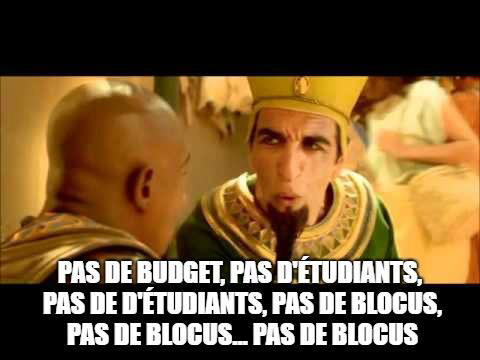 PAS DE BUDGET, PAS D'ÉTUDIANTS,
PAS DE D'ÉTUDIANTS, PAS DE BLOCUS,
PAS DE BLOCUS... PAS DE BLOCUS